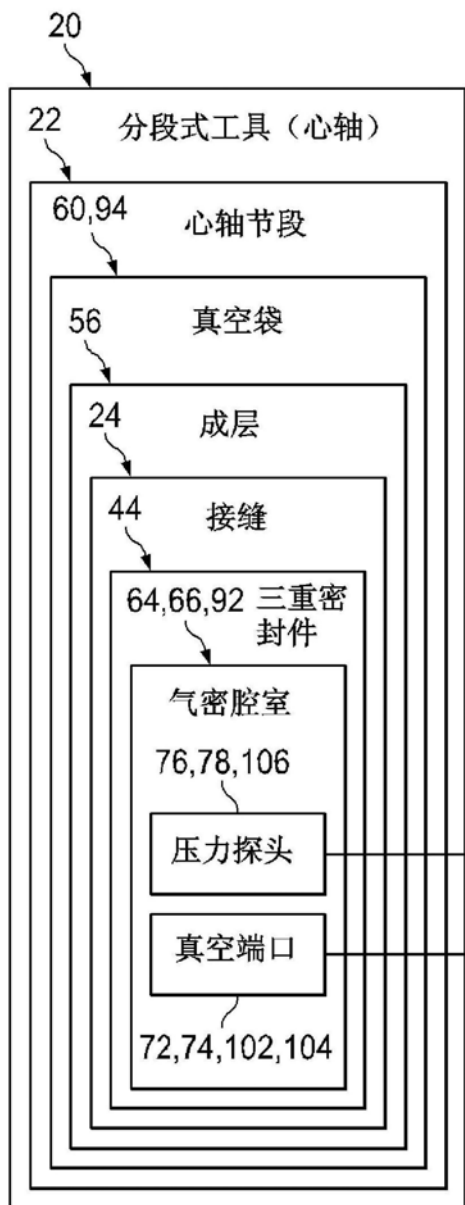 20
分段式工具（心轴）
22
心轴节段
60,94
真空袋
56
成层
24
接缝
44
三重密
封件
64,66,92
气密腔室
76,78,106
压力探头
真空端口
72,74,102,104